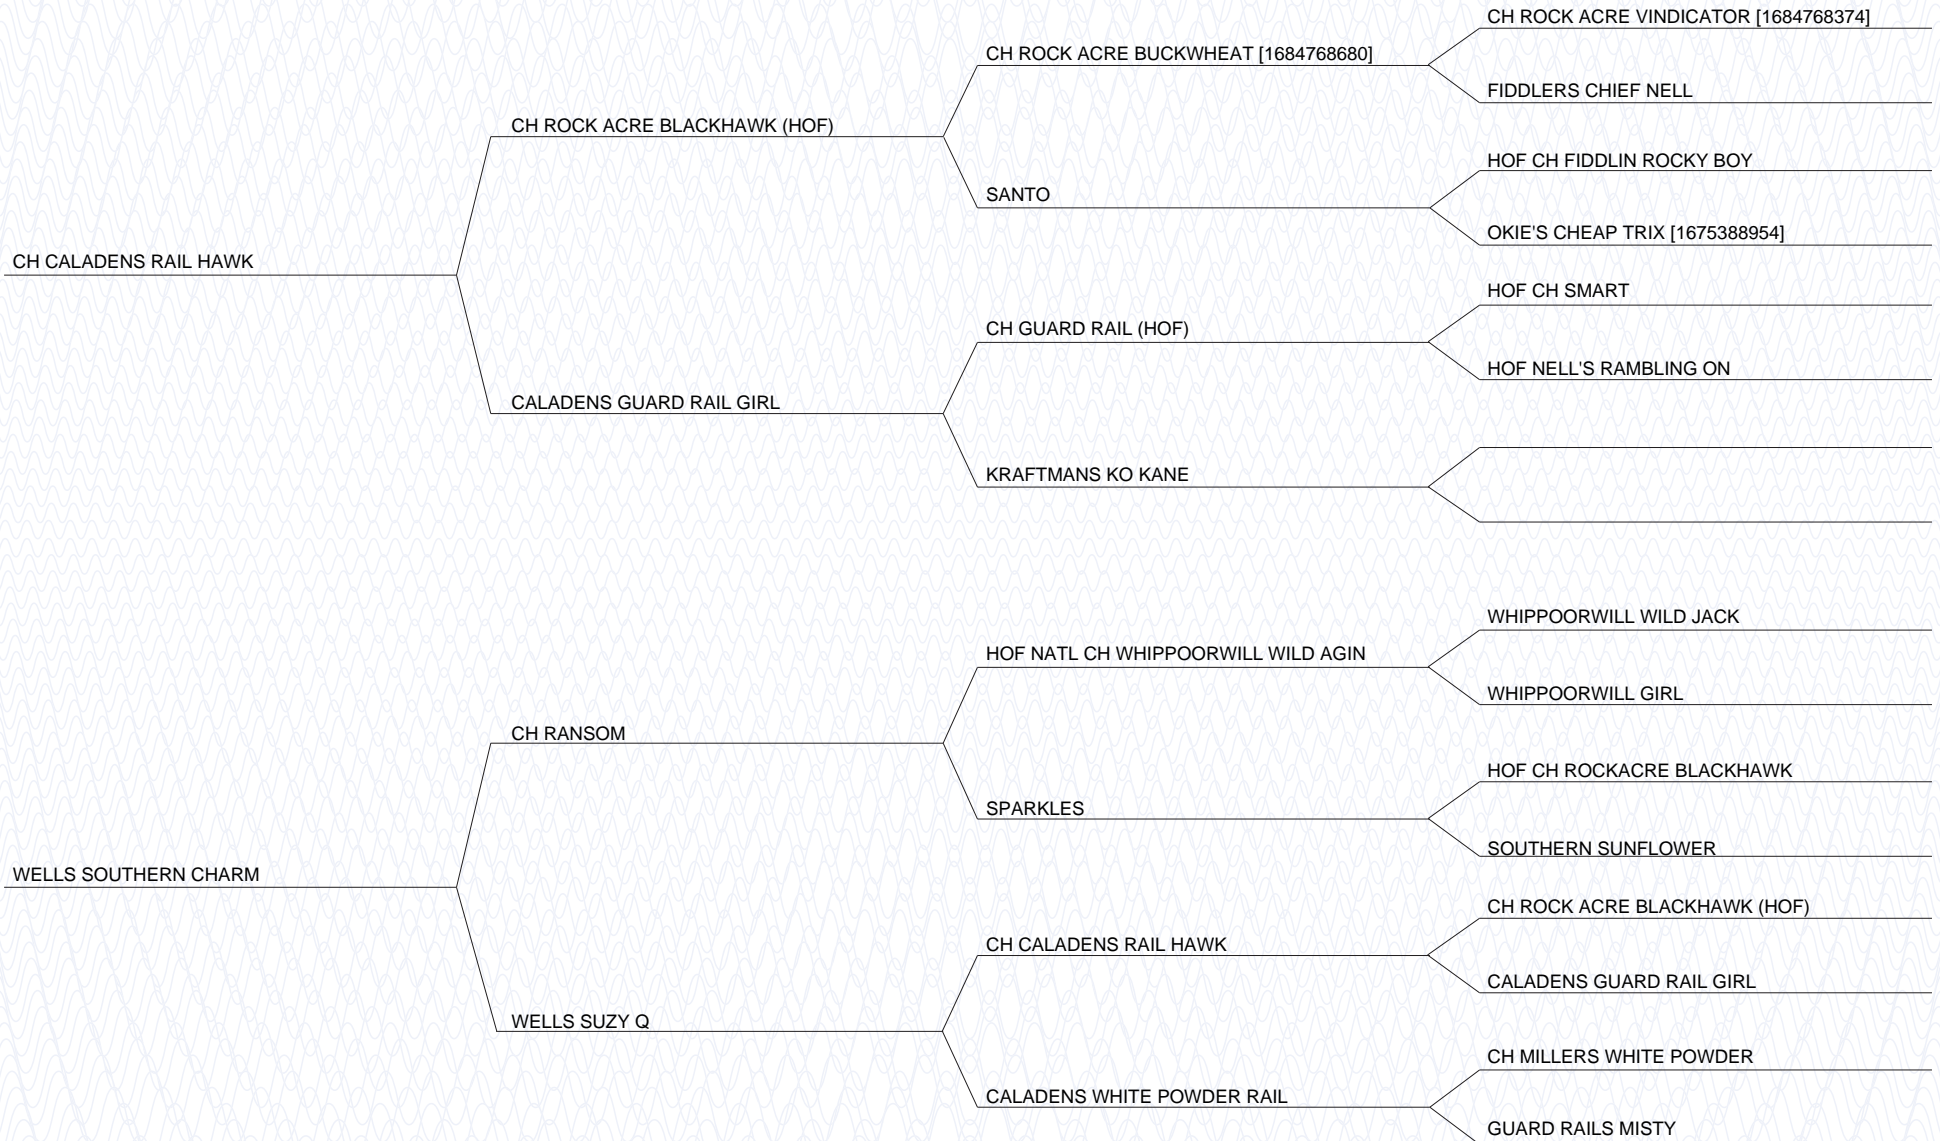 CH ROCK ACRE VINDICATOR [1684768374]
CH ROCK ACRE BUCKWHEAT [1684768680]
FIDDLERS CHIEF NELL
CH ROCK ACRE BLACKHAWK (HOF)
HOF CH FIDDLIN ROCKY BOY
SANTO
OKIE'S CHEAP TRIX [1675388954]
CH CALADENS RAIL HAWK
HOF CH SMART
CH GUARD RAIL (HOF)
HOF NELL'S RAMBLING ON
CALADENS GUARD RAIL GIRL
KRAFTMANS KO KANE
WHIPPOORWILL WILD JACK
HOF NATL CH WHIPPOORWILL WILD AGIN
WHIPPOORWILL GIRL
CH RANSOM
HOF CH ROCKACRE BLACKHAWK
SPARKLES
SOUTHERN SUNFLOWER
WELLS SOUTHERN CHARM
CH ROCK ACRE BLACKHAWK (HOF)
CH CALADENS RAIL HAWK
CALADENS GUARD RAIL GIRL
WELLS SUZY Q
CH MILLERS WHITE POWDER
CALADENS WHITE POWDER RAIL
GUARD RAILS MISTY